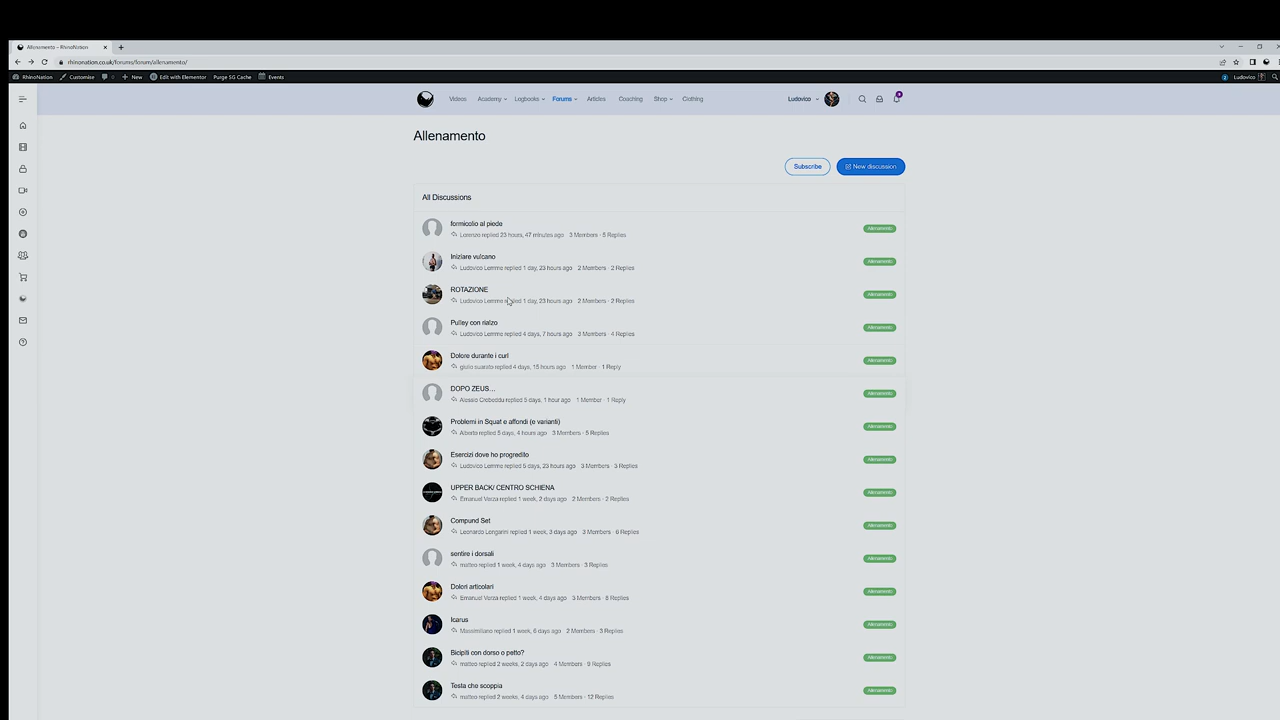 Allenamento – RhinoNation
rhinonation.co.uk/forums/forum/allenamento/
RhinoNation Customise 0 New Edit with Elementor Purge SG Cache Events 2 Ludovico
Videos Academy Logbooks Forums Articles Coaching Shop Clothing Ludovico
Allenamento
Subscribe New discussion
All Discussions
formicolio al piede
Lorenzo replied 23 hours, 47 minutes ago 3 Members · 5 Replies
Allenamento
Iniziare vulcano
Ludovico Lemme replied 1 day, 23 hours ago 2 Members · 2 Replies
Allenamento
ROTAZIONE
Ludovico Lemme replied 1 day, 23 hours ago 2 Members · 2 Replies
Allenamento
Pulley con rialzo
Ludovico Lemme replied 4 days, 7 hours ago 3 Members · 4 Replies
Allenamento
Dolore durante i curl
giulio suarato replied 4 days, 15 hours ago 1 Member · 1 Reply
Allenamento
DOPO ZEUS…
Alessio Crobeddu replied 5 days, 1 hour ago 1 Member · 1 Reply
Allenamento
Problemi in Squat e affondi (e varianti)
Alberto replied 5 days, 4 hours ago 3 Members · 5 Replies
Allenamento
Esercizi dove ho progredito
Ludovico Lemme replied 5 days, 23 hours ago 3 Members · 3 Replies
Allenamento
UPPER BACK/ CENTRO SCHIENA
Emanuel Verza replied 1 week, 2 days ago 2 Members · 2 Replies
Allenamento
Compund Set
Leonardo Longarini replied 1 week, 3 days ago 3 Members · 6 Replies
Allenamento
sentire i dorsali
matteo replied 1 week, 4 days ago 3 Members · 3 Replies
Allenamento
Dolori articolari
Emanuel Verza replied 1 week, 4 days ago 3 Members · 8 Replies
Allenamento
Icarus
Massimiliano replied 1 week, 6 days ago 2 Members · 3 Replies
Allenamento
Bicipiti con dorso o petto?
matteo replied 2 weeks, 2 days ago 4 Members · 9 Replies
Allenamento
Testa che scoppia
matteo replied 2 weeks, 4 days ago 5 Members · 12 Replies
Allenamento